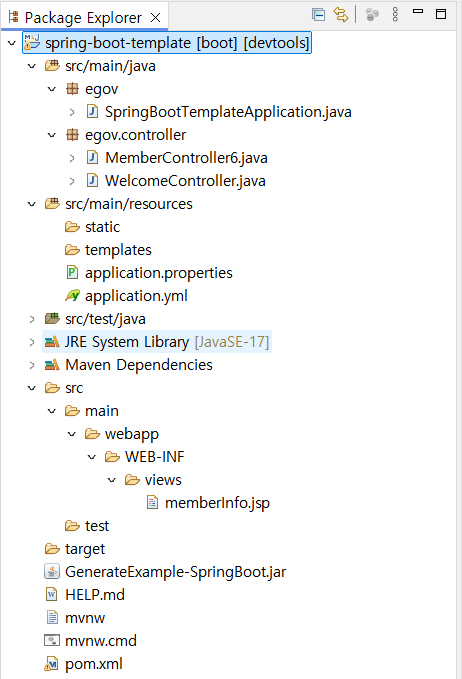 Package Explorer
spring-boot-template [boot] [devtools]
src/main/java
egov
SpringBootTemplateApplication.java
egov.controller
MemberController6.java
WelcomeController.java
src/main/resources
static
templates
application.properties
application.yml
src/test/java
JRE System Library [JavaSE-17]
Maven Dependencies
src
main
webapp
WEB-INF
views
memberInfo.jsp
test
target
GenerateExample-SpringBoot.jar
HELP.md
mvnw
mvnw.cmd
pom.xml